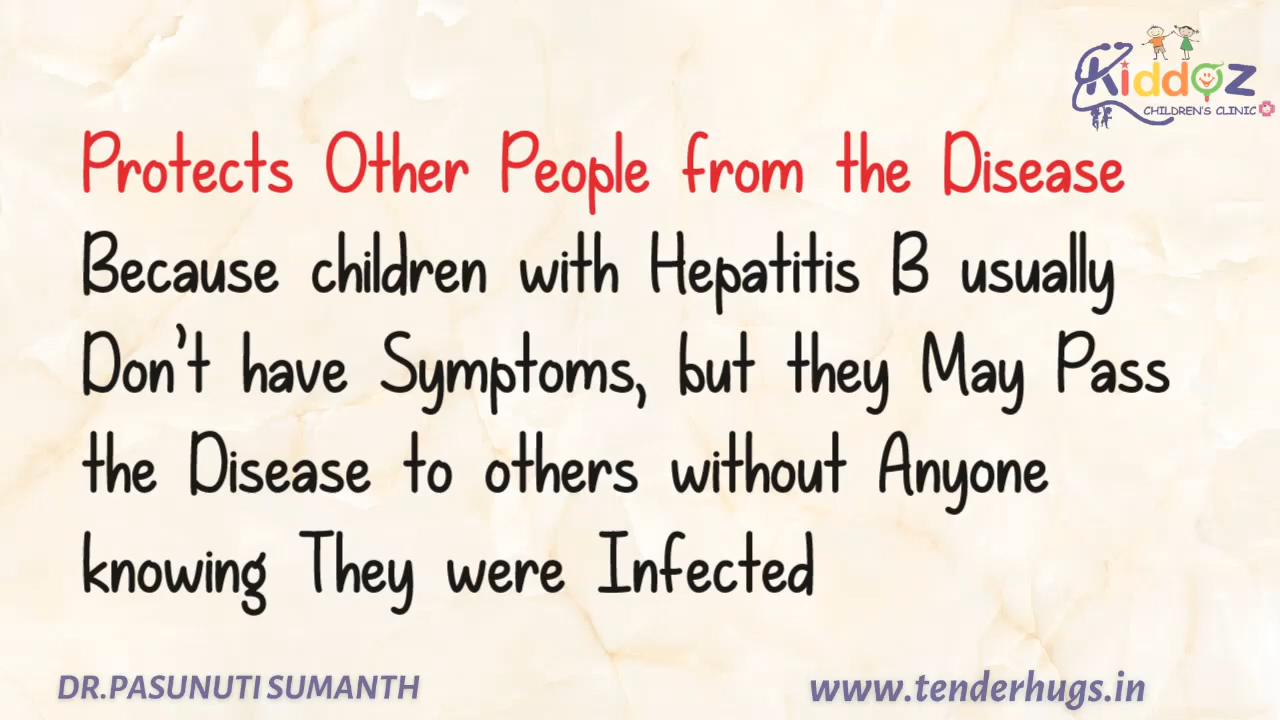 Kiddoz
CHILDREN'S CLINIC
Protects Other People from the Disease
Because children with Hepatitis B usually
Don't have Symptoms, but they May Pass
the Disease to others without Anyone
knowing They were Infected
DR.PASUNUTI SUMANTH
www.tenderhugs.in